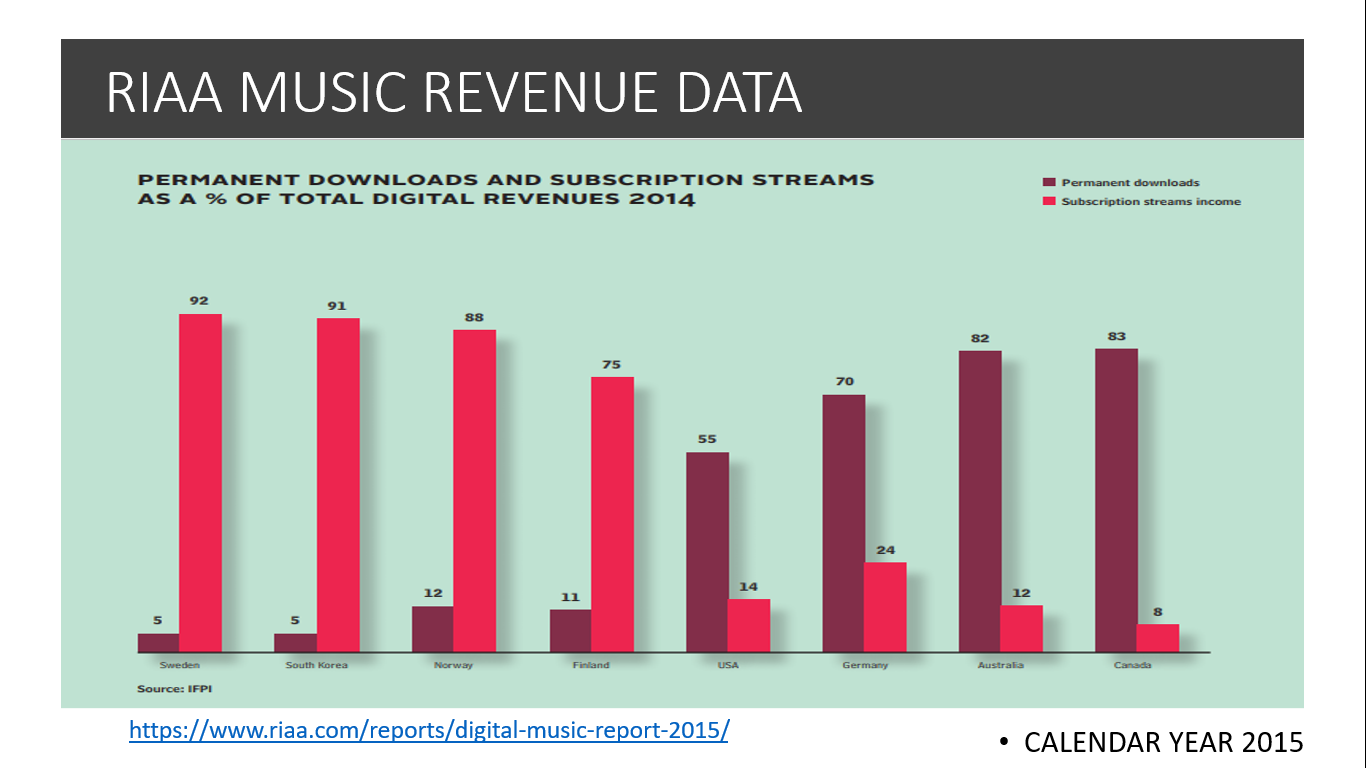 RIAA MUSIC REVENUE DATA
PERMANENT DOWNLOADS AND SUBSCRIPTION STREAMS
AS A % OF TOTAL DIGITAL REVENUES 2014
Permanent downloads
Subscription streams income
5 92 5 91 12 88 11 75 55 14 70 24 82 12 83 8
Sweden South Korea Norway Finland USA Germany Australia Canada
Source: IFPI
https://www.riaa.com/reports/digital-music-report-2015/
• CALENDAR YEAR 2015